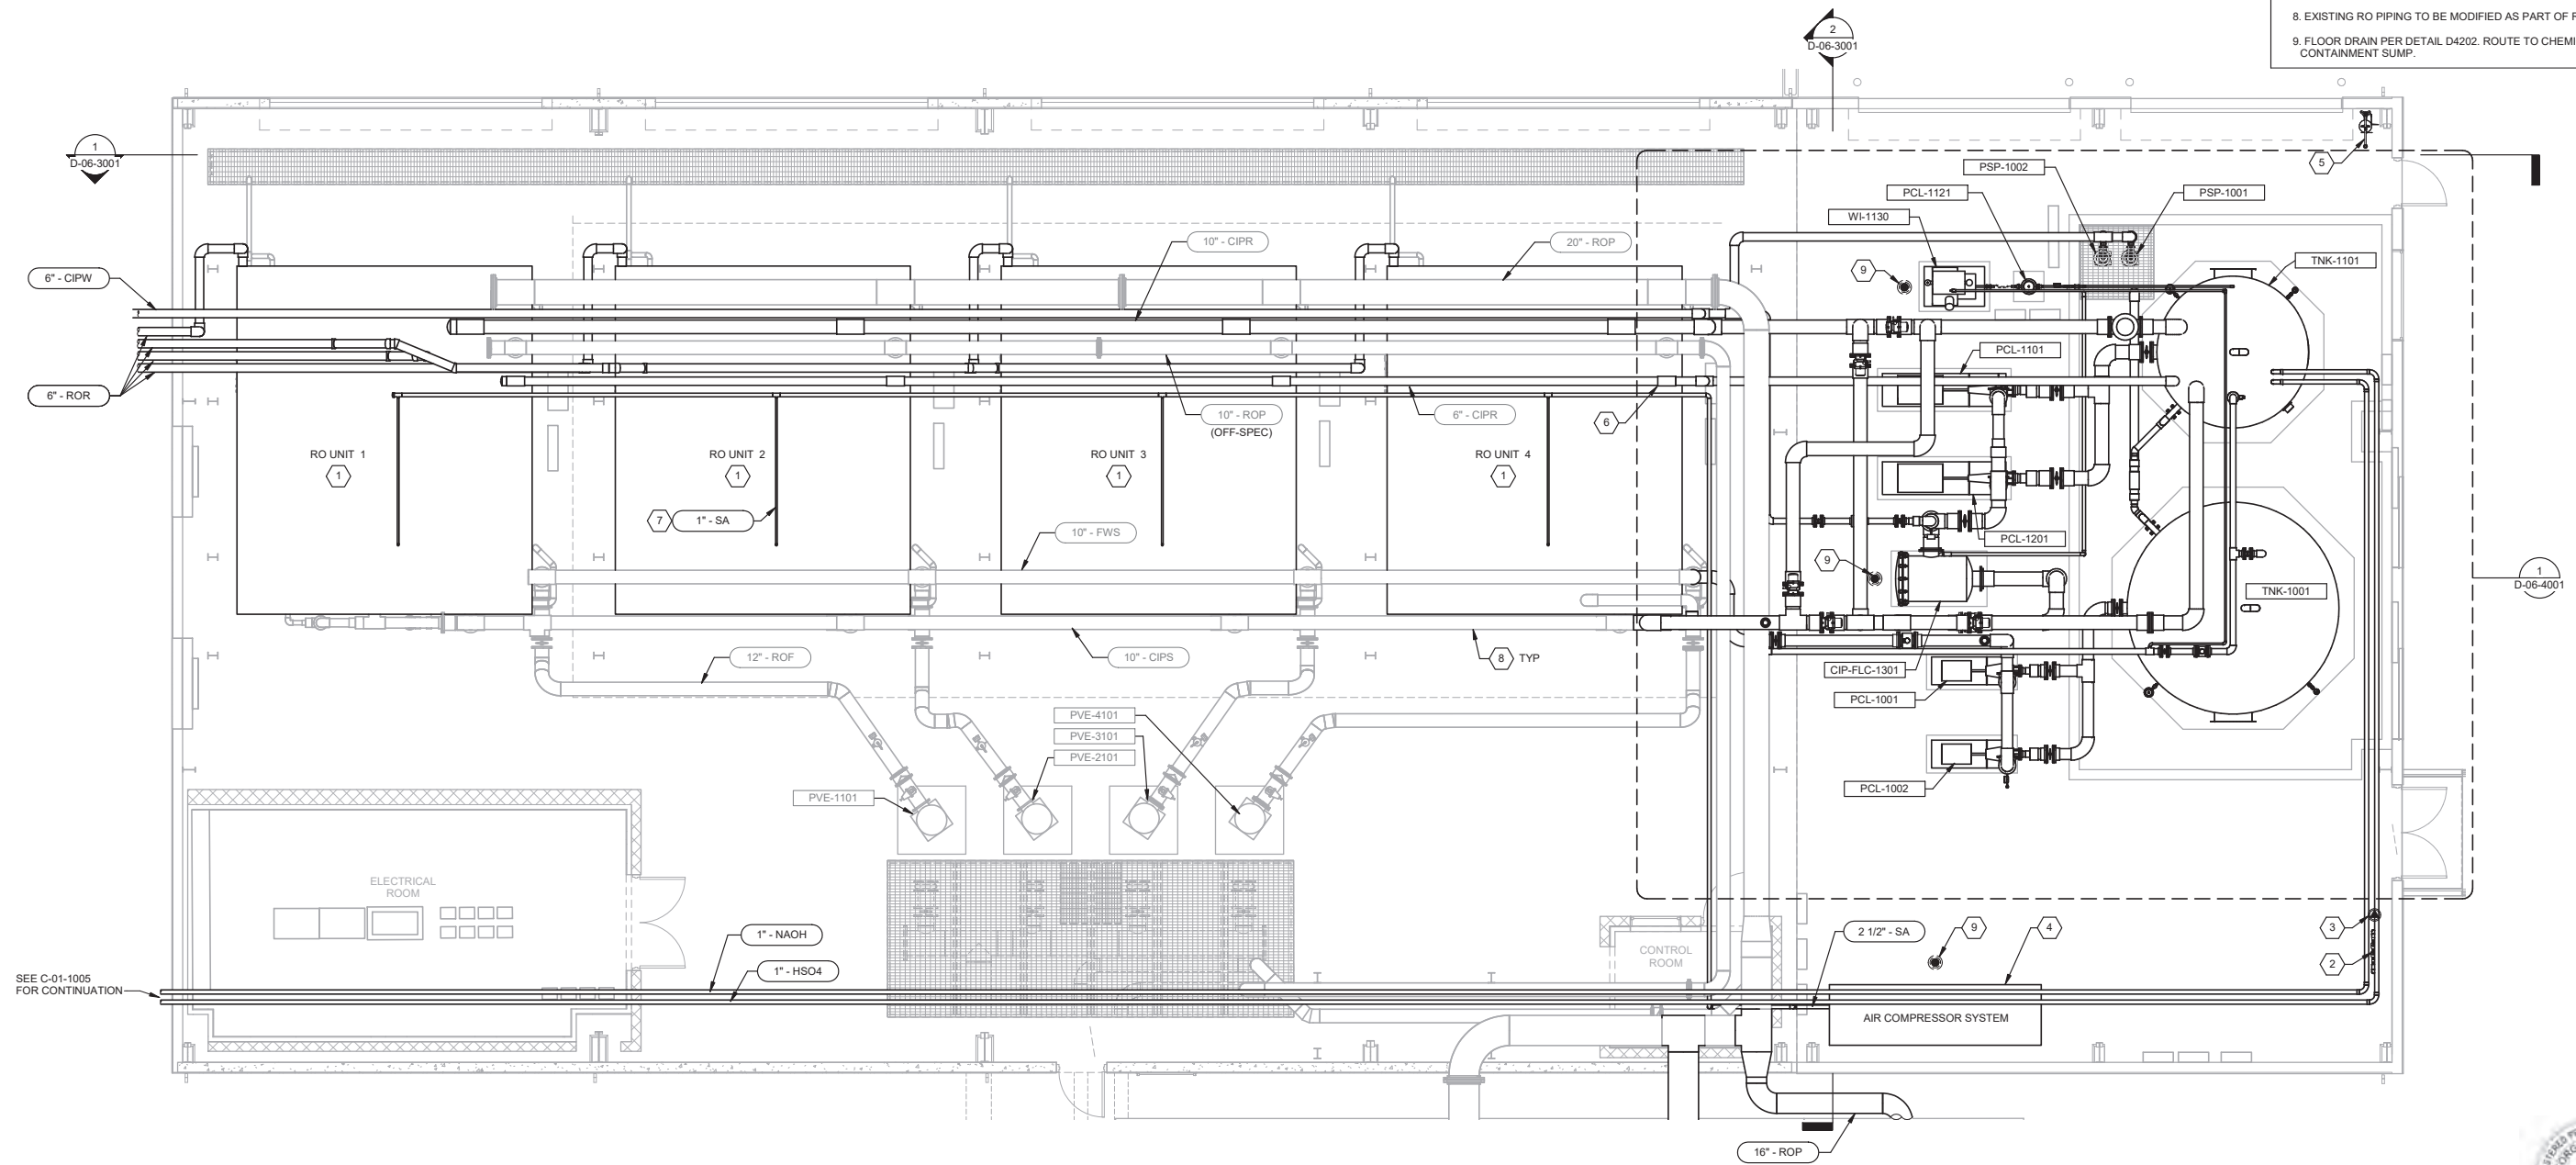 8. EXISTING RO PIPING TO BE MODIFIED AS PART OF
9. FLOOR DRAIN PER DETAIL D4202. ROUTE TO
CONTAINMENT SUMP.
2
D-06-3001
1
D-06-3001
5
PSP-1002
PCL-1121
PSP-1001
WI-1130
10" - CIPR
20" - ROP
9
TNK-1101
6" - CIPW
PCL-1101
6" - ROR
10" - ROP
(OFF-SPEC)
6" - CIPR
6
RO UNIT 1
1
RO UNIT 2
1
RO UNIT 3
1
RO UNIT 4
1
7
1" - SA
10" - FWS
PCL-1201
9
1
D-06-4001
TNK-1001
12" - ROF
10" - CIPS
8 TYP
CIP-FLC-1301
PCL-1001
PVE-4101
PVE-3101
PVE-2101
PVE-1101
PCL-1002
ELECTRICAL
ROOM
1" - NAOH
2 1/2" - SA
9
4
3
CONTROL
ROOM
2
1" - HSO4
SEE C-01-1005
FOR CONTINUATION
AIR COMPRESSOR SYSTEM
16" - ROP